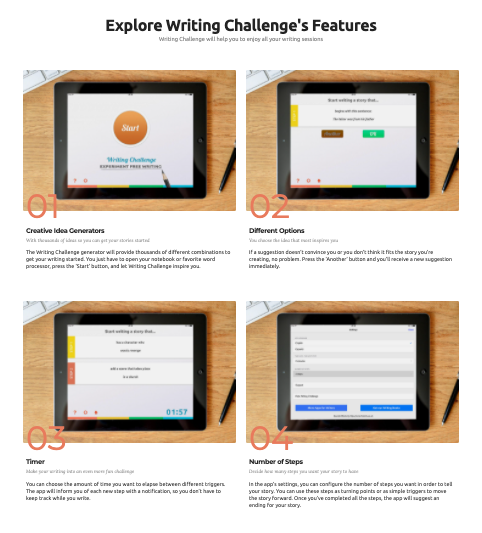 Explore Writing Challenge's Features
Writing Challenge will help you to enjoy all your writing sessions
Start
Writing Challenge
EXPERIMENT FREE WRITING
01
Start writing a story that...
begins with this sentence
OK
02
Creative Idea Generators
With thousands of ideas so you can get your stories started
The Writing Challenge generator will provide thousands of different combinations to
get your writing started. You just have to open your notebook or favorite word
processor, press the 'Start' button, and let Writing Challenge inspire you.
Different Options
You choose the idea that most inspires you
If a suggestion doesn't convince you or you don't think it fits the story you're
creating, no problem. Press the 'Another' button and you'll receive a new suggestion
immediately.
Start writing a story that...
has a character who
01:57
03
04
Timer
Make your writing into an even more fun challenge
You can choose the amount of time you want to elapse between different triggers.
The app will inform you of each new step with a notification, so you don't have to
keep track while you write.
Number of Steps
Decide how many steps you want your story to have
In the app's settings, you can configure the number of steps you want in order to tell
your story. You can use these steps as turning points or as simple triggers to move
the story forward. Once you've completed all the steps, the app will suggest an
ending for your story.